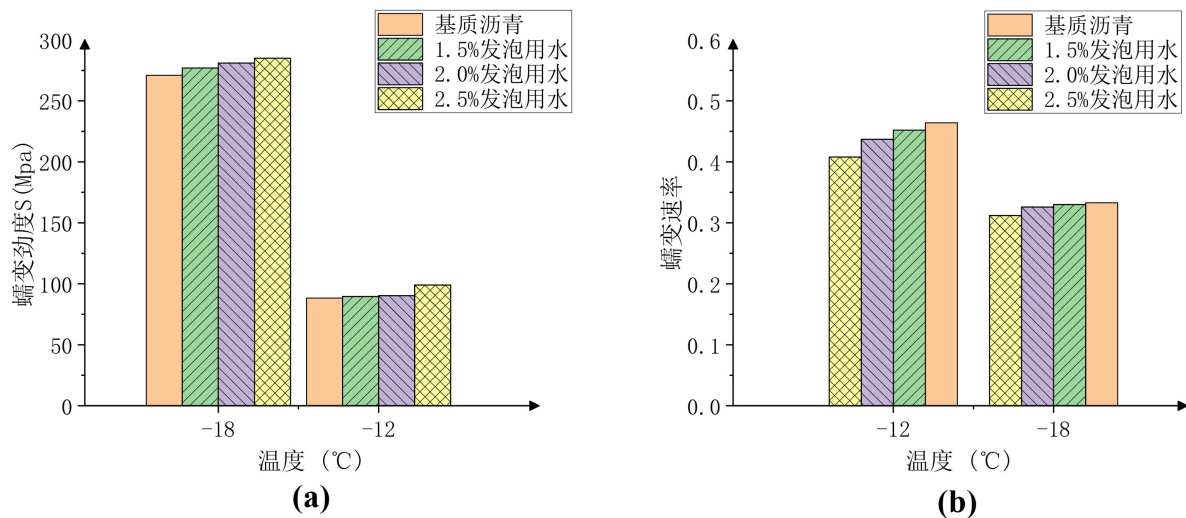 基质沥青
1.5%发泡用水
2.0%发泡用水
2.5%发泡用水
300
250
200
150
100
50
0
蠕变劲度S(Mpa)
-18
-12
温度 (℃)
(a)
基质沥青
1.5%发泡用水
2.0%发泡用水
2.5%发泡用水
0.6
0.5
0.4
0.3
0.2
0.1
0.0
蠕变速率
-12
-18
温度 (℃)
(b)